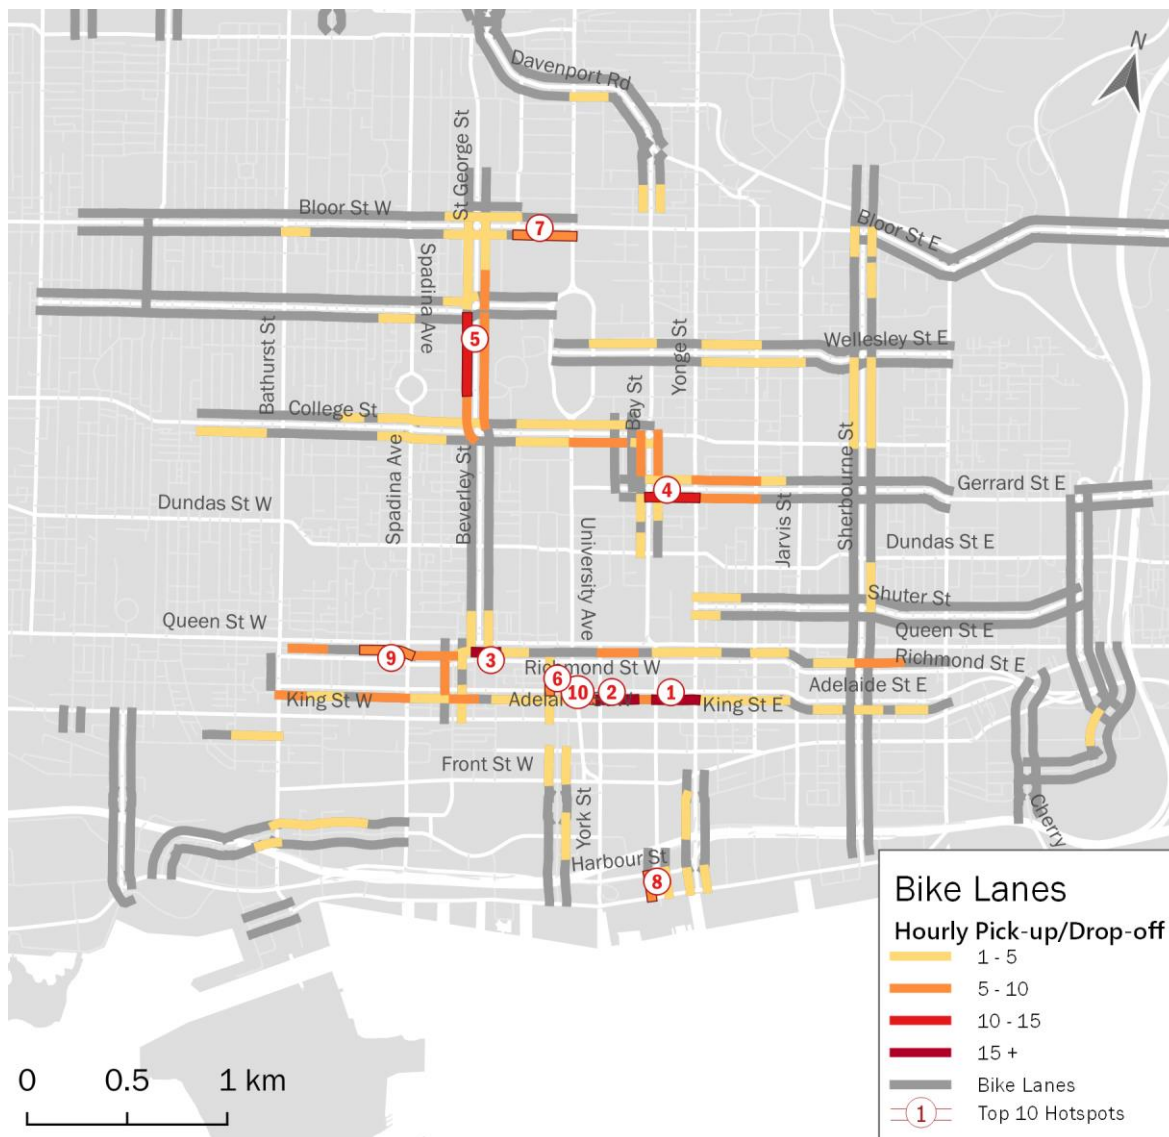 N
Davenport Rd
St George St
Bloor St W
7
Bloor St E
Spadina Ave
5
Wellesley St E
Yonge St
Bathurst St
Bay St
College St
Spadina Ave
Beverley St
Sherbourne St
4
Gerrard St E
Dundas St W
University Ave
Jarvis St
Dundas St E
Shuter St
Queen St W
Queen St E
9
3
Richmond St W
Richmond St E
6
10
2
1
Adelaide St E
King St W
King St E
Front St W
York St
Cherry
Harbour St
8
Bike Lanes
Hourly Pick-up/Drop-off
1 - 5
5 - 10
10 - 15
15 +
Bike Lanes
1 Top 10 Hotspots
0 0.5 1 km